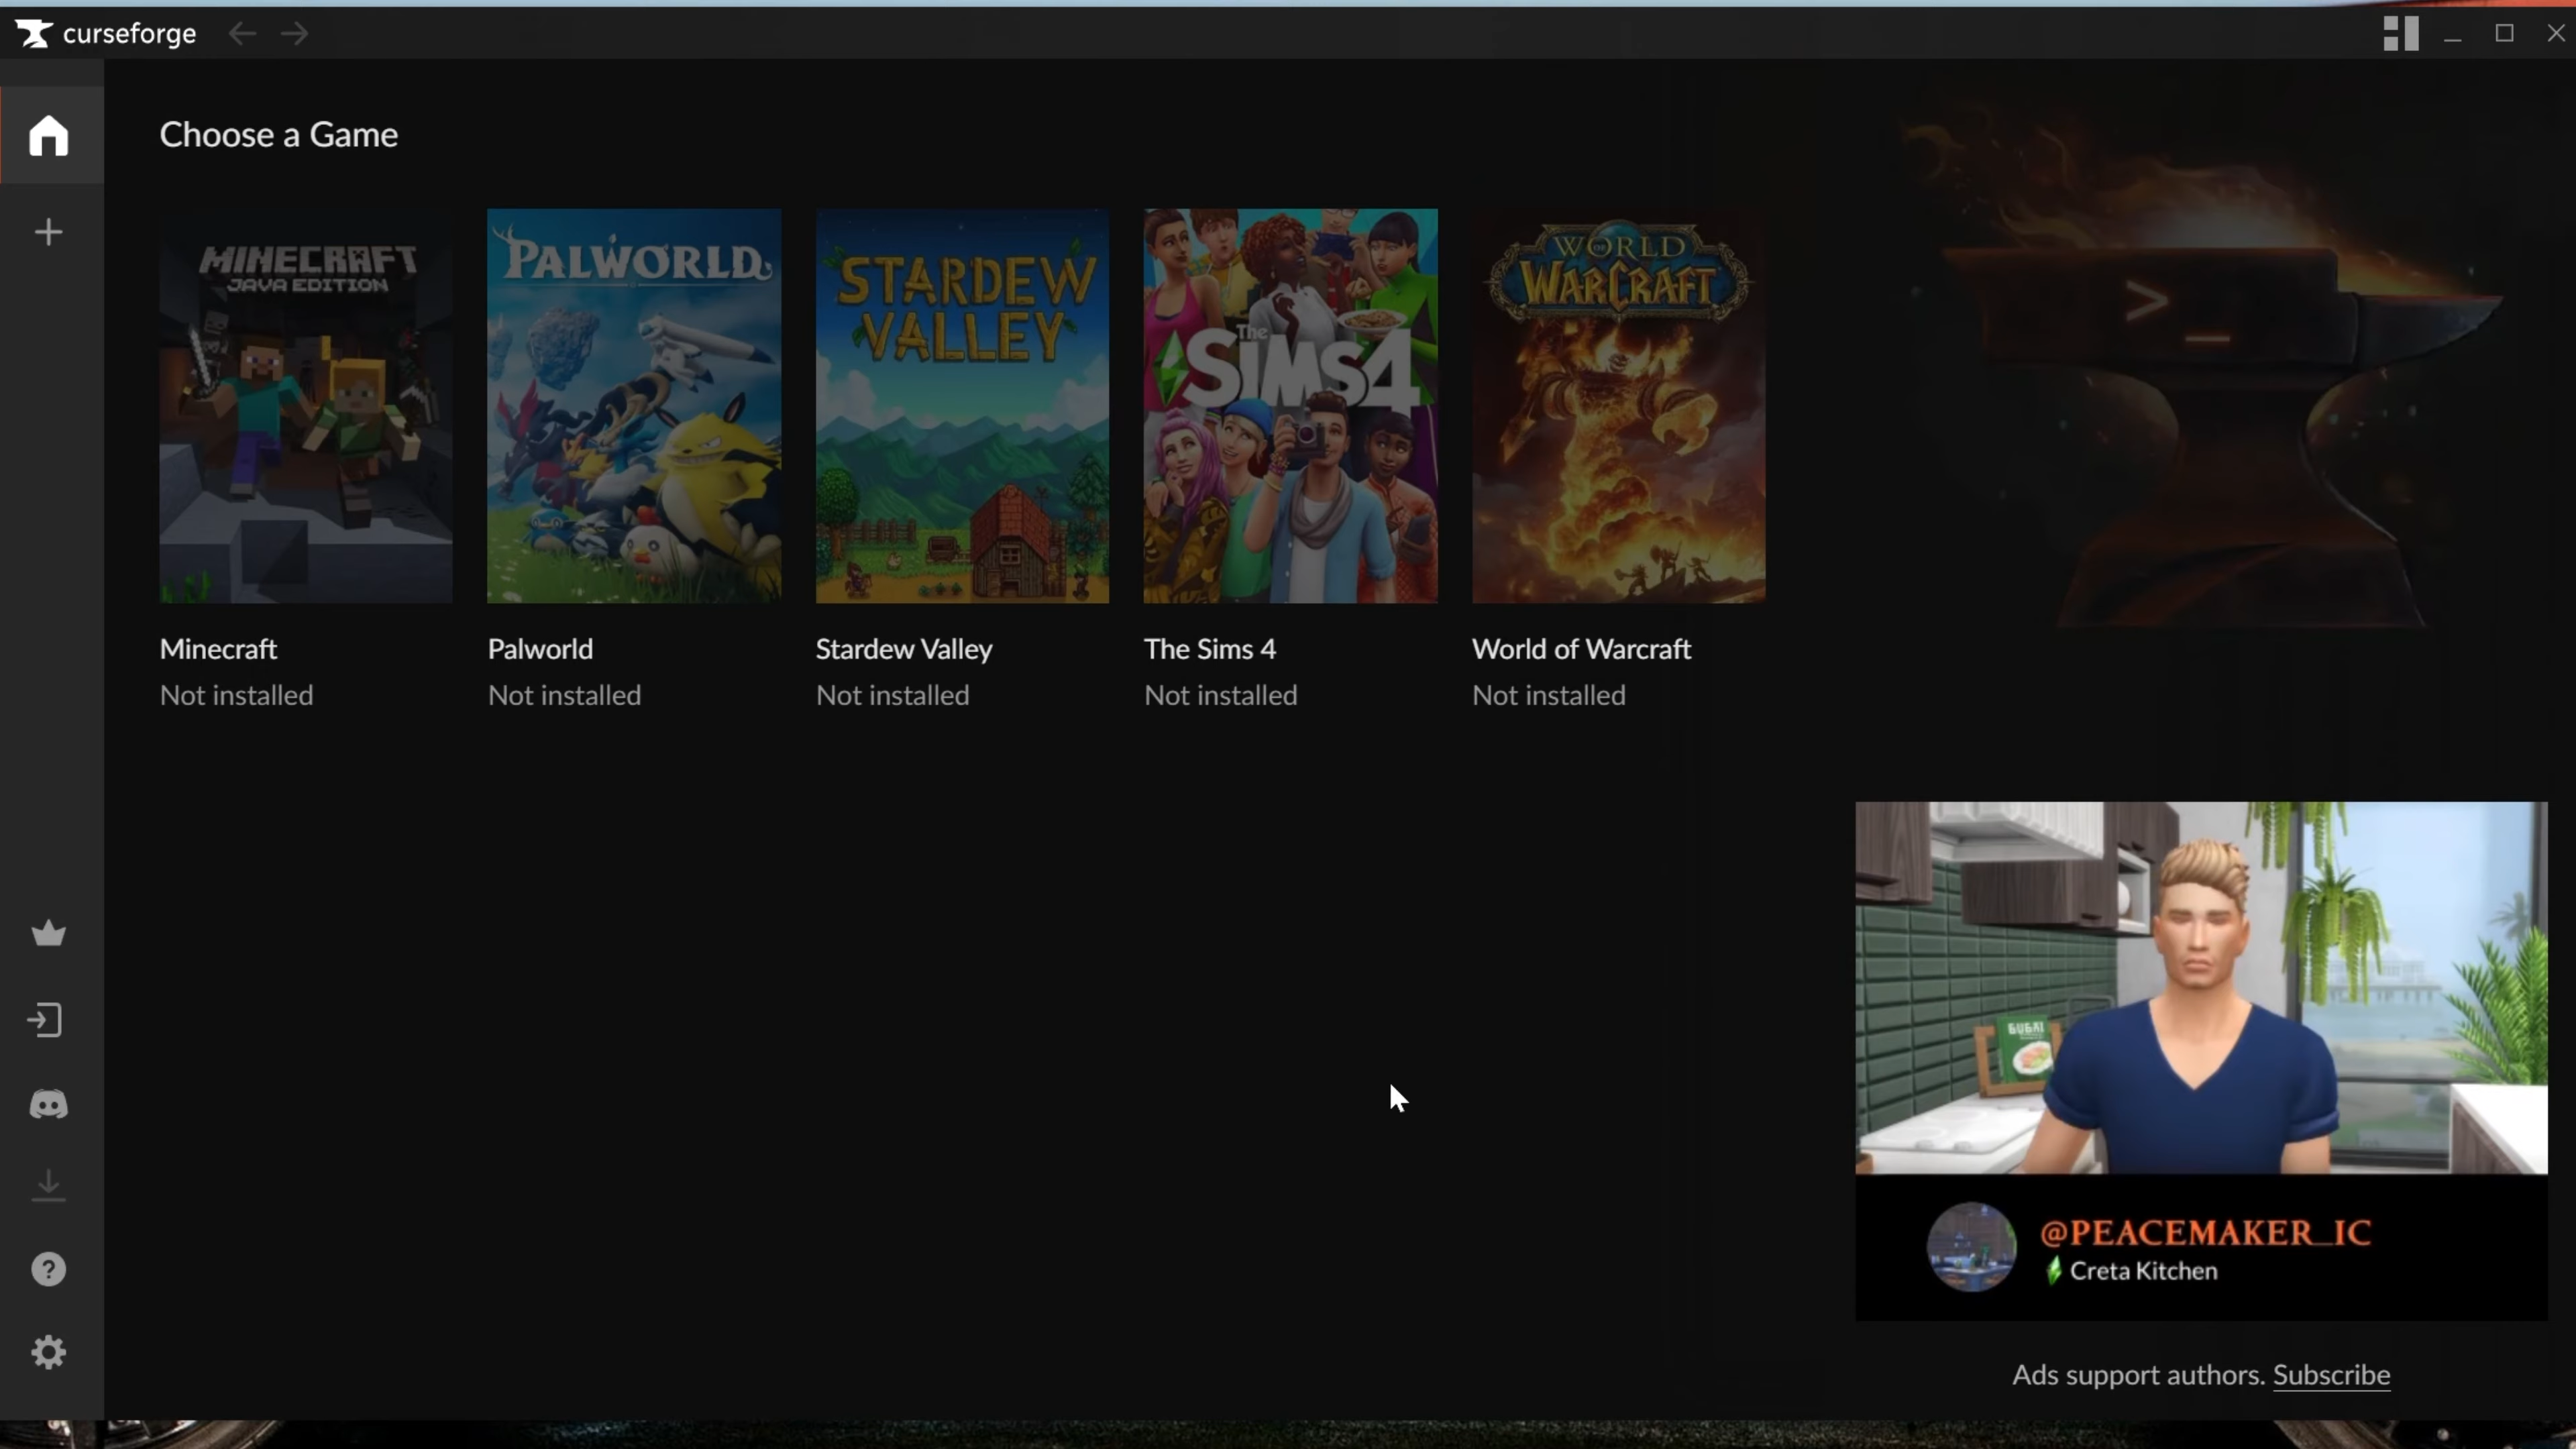 curseforge
Choose a Game
MINECRAFT
JAVA EDITION
PALWORLD
STARDEW
VALLEY
The
SIMS4
WORLD
OF
WARCRAFT
>_
Minecraft
Palworld
Stardew Valley
The Sims 4
World of Warcraft
Not installed
Not installed
Not installed
Not installed
Not installed
@PEACEMAKER_IC
Creta Kitchen
Ads support authors. Subscribe